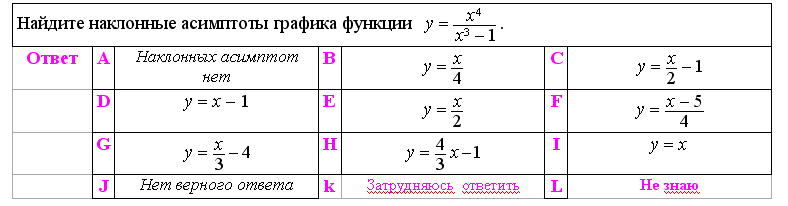 Найдите наклонные асимптоты графика функции y = x⁴/(x³ − 1).
Ответ A Наклонных асимптот нет B y = x/4 C y = x/2 − 1
D y = x − 1 E y = x/2 F y = (x − 5)/4
G y = x/3 − 4 H y = 4/3 x − 1 I y = x
J Нет верного ответа k Затрудняюсь ответить L Не знаю